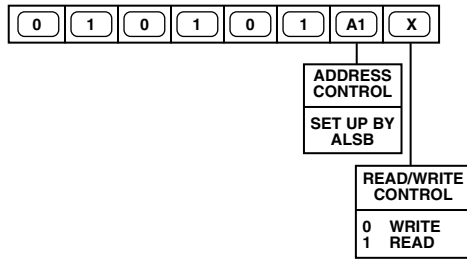 0 1 0 1 0 1 A1 X
ADDRESS
CONTROL
SET UP BY
ALSB
READ/WRITE
CONTROL
0 WRITE
1 READ